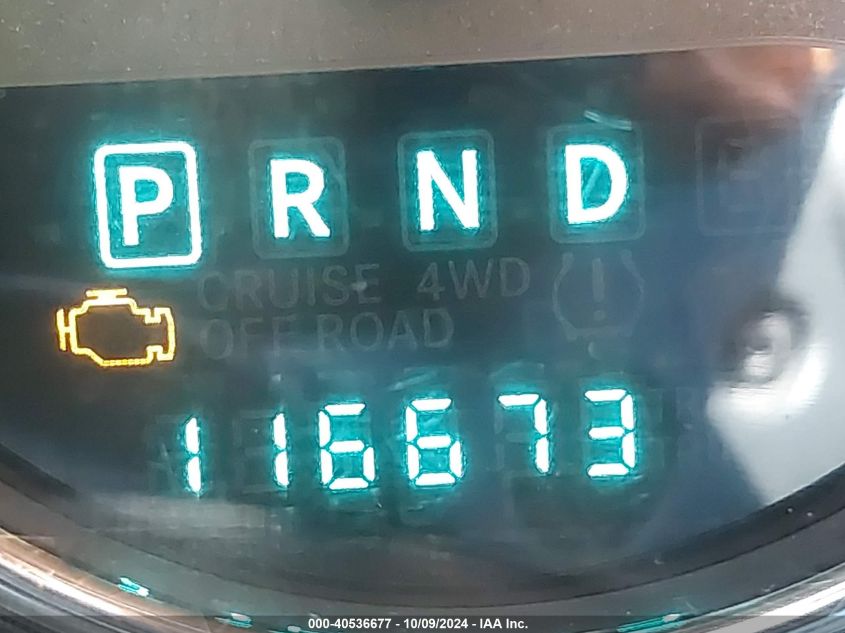 P R N D
CRUISE 4WD
OFF ROAD
116673
000-40536677 - 10/09/2024 - IAA Inc.